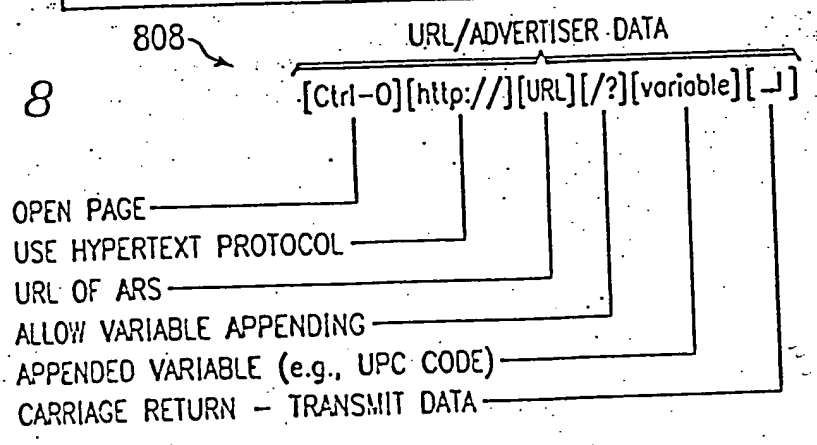 808
URL/ADVERTISER DATA
8
[Ctrl-O][http://][URL][/?][variable][↵]
OPEN PAGE
USE HYPERTEXT PROTOCOL
URL OF ARS
ALLOW VARIABLE APPENDING
APPENDED VARIABLE (e.g., UPC CODE)
CARRIAGE RETURN - TRANSMIT DATA